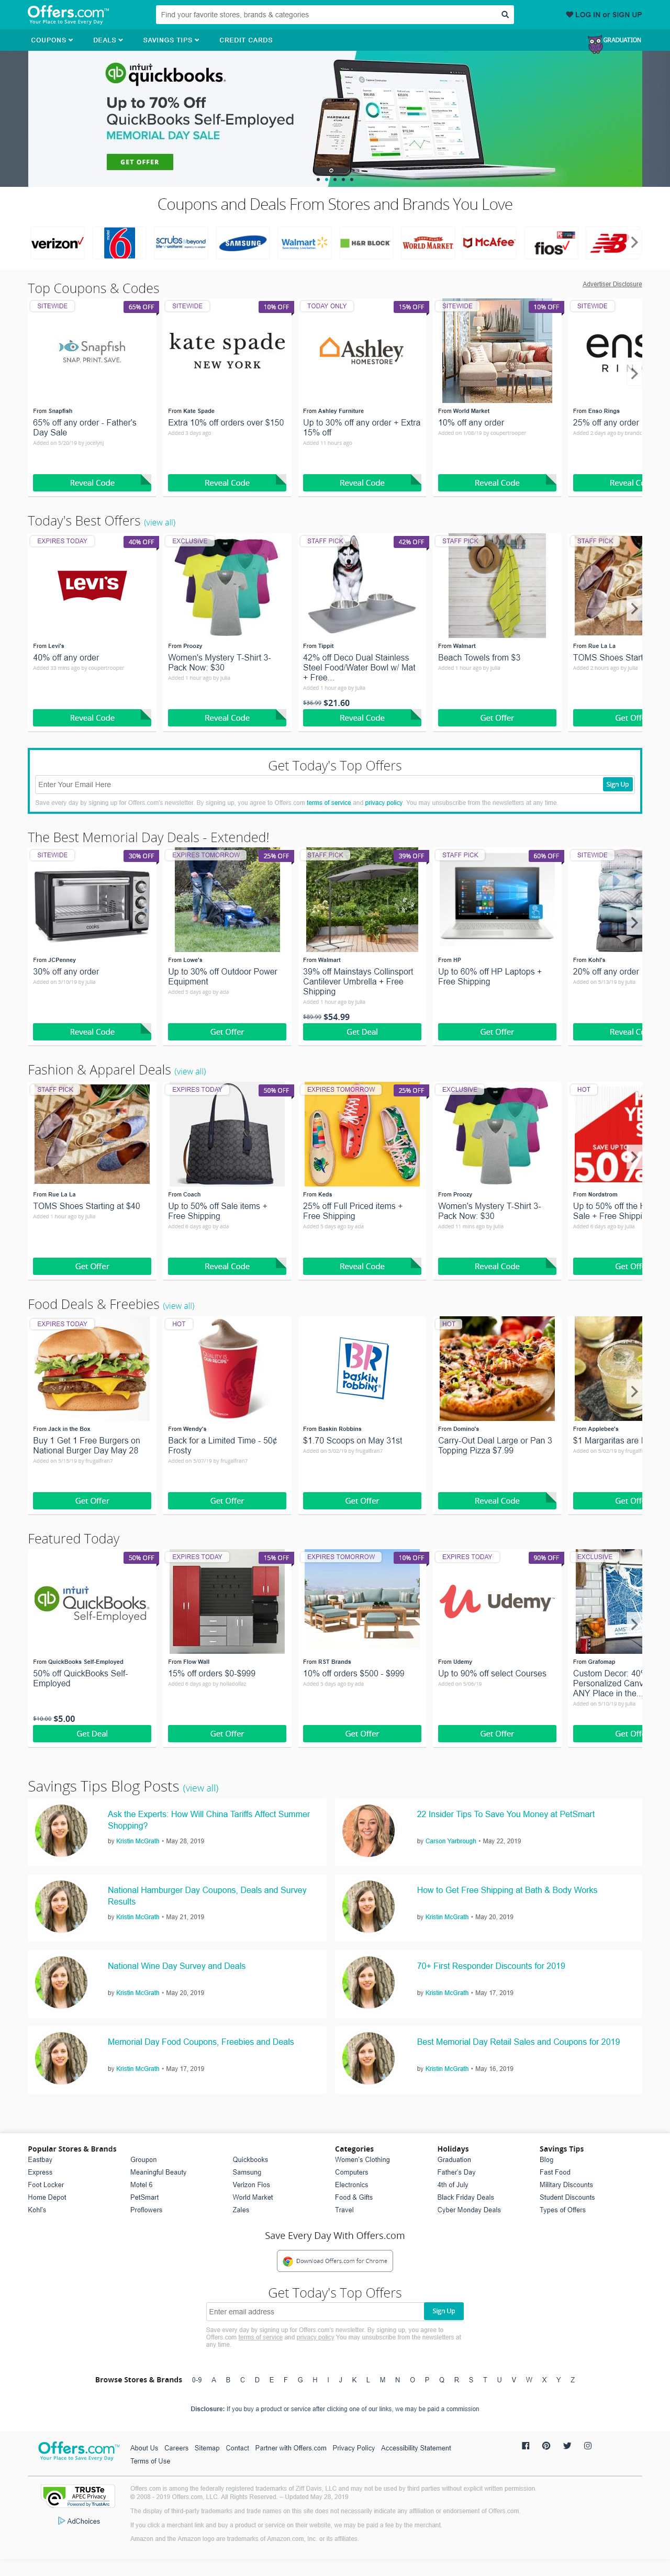 Offers.com™
Your Place to Save Every Day
Find your favorite stores, brands & categories
LOG IN or SIGN UP
COUPONS DEALS SAVINGS TIPS CREDIT CARDS
GRADUATION
intuit quickbooks.
Up to 70% Off
QuickBooks Self-Employed
MEMORIAL DAY SALE
GET OFFER
Coupons and Deals From Stores and Brands You Love
verizon 6 scrubs&beyond SAMSUNG Walmart H&R BLOCK WORLD MARKET McAfee fios
Top Coupons & Codes
Advertiser Disclosure
SITEWIDE 65% OFF SITEWIDE 10% OFF TODAY ONLY 15% OFF SITEWIDE 10% OFF SITEWIDE
Snapfish
SNAP. PRINT. SAVE.
kate spade
NEW YORK
Ashley
HOMESTORE
From Snapfish
65% off any order - Father's Day Sale
Added on 5/28/19 by jocelynj
Reveal Code
From Kate Spade
Extra 10% off orders over $150
Added 3 days ago
Reveal Code
From Ashley Furniture
Up to 30% off any order + Extra 15% off
Added 11 hours ago
Reveal Code
From World Market
10% off any order
Reveal Code
From Enso Rings
25% off any order
Today's Best Offers (view all)
EXPIRES TODAY 40% OFF EXCLUSIVE STAFF PICK 42% OFF STAFF PICK STAFF PICK
LEVI'S
From Levi's
40% off any order
Reveal Code
From Proozy
Women's Mystery T-Shirt 3-Pack Now: $30
Added 1 hour ago by julia
Reveal Code
From Tippit
42% off Deco Dual Stainless Steel Food/Water Bowl w/ Mat + Free...
Added 1 hour ago by julia
$36.99 $21.60
Reveal Code
From Walmart
Beach Towels from $3
Added 1 hour ago by julia
Get Offer
From Rue La La
TOMS Shoes Start
Added 2 hours ago by julia
Get Off
Get Today's Top Offers
Enter Your Email Here
Sign Up
Save every day by signing up for Offers.com's newsletter. By signing up, you agree to Offers.com terms of service and privacy policy. You may unsubscribe from the newsletters at any time.
The Best Memorial Day Deals - Extended!
SITEWIDE 30% OFF EXPIRES TOMORROW 25% OFF STAFF PICK 39% OFF STAFF PICK 60% OFF SITEWIDE
From JCPenney
30% off any order
Added on 5/19/19 by julia
Reveal Code
From Lowe's
Up to 30% off Outdoor Power Equipment
Added 5 days ago by ada
Get Offer
From Walmart
39% off Mainstays Collinsport Cantilever Umbrella + Free Shipping
Added 1 hour ago by julia
$89.99 $54.99
Get Deal
From HP
Up to 60% off HP Laptops + Free Shipping
Get Offer
From Kohl's
20% off any order
Added on 5/13/19 by julia
Fashion & Apparel Deals (view all)
STAFF PICK EXPIRES TODAY 50% OFF EXPIRES TOMORROW 25% OFF EXCLUSIVE HOT
SAVE UP TO
50%
From Rue La La
TOMS Shoes Starting at $40
Added 1 hour ago by julia
Get Offer
From Coach
Up to 50% off Sale items + Free Shipping
Added 6 days ago by ada
Reveal Code
From Keds
25% off Full Priced items + Free Shipping
Added 5 days ago by ada
Reveal Code
From Proozy
Women's Mystery T-Shirt 3-Pack Now: $30
Added 11 mins ago by julia
Reveal Code
From Nordstrom
Up to 50% off the H
Sale + Free Shippi
Added 6 days ago by julia
Get Off
Food Deals & Freebies (view all)
EXPIRES TODAY HOT HOT
baskin robbins
From Jack in the Box
Buy 1 Get 1 Free Burgers on National Burger Day May 28
Added on 5/15/19 by frugalfran7
Get Offer
From Wendy's
Back for a Limited Time - 50¢ Frosty
Added on 5/07/19 by frugalfran7
Get Offer
From Baskin Robbins
$1.70 Scoops on May 31st
Added on 5/02/19 by frugalfran7
Get Offer
From Domino's
Carry-Out Deal Large or Pan 3 Topping Pizza $7.99
Reveal Code
From Applebee's
$1 Margaritas are
Get Off
Featured Today
50% OFF EXPIRES TODAY 15% OFF EXPIRES TOMORROW 10% OFF EXPIRES TODAY 90% OFF EXCLUSIVE
intuit QuickBooks. Self-Employed
Udemy
From QuickBooks Self-Employed
50% off QuickBooks Self-Employed
$10.00 $5.00
Get Deal
From Flow Wall
15% off orders $0-$999
Get Offer
From RST Brands
10% off orders $500 - $999
Added 5 days ago by ada
Get Offer
From Udemy
Up to 90% off select Courses
Added on 5/06/19
Get Offer
From Grafomap
Custom Decor: 40%
Personalized Canv
ANY Place in the...
Added on 5/10/19 by julia
Get Off
Savings Tips Blog Posts (view all)
Ask the Experts: How Will China Tariffs Affect Summer Shopping?
by Kristin McGrath • May 28, 2019
22 Insider Tips To Save You Money at PetSmart
by Carson Yarbrough • May 22, 2019
National Hamburger Day Coupons, Deals and Survey Results
by Kristin McGrath • May 21, 2019
How to Get Free Shipping at Bath & Body Works
by Kristin McGrath • May 20, 2019
National Wine Day Survey and Deals
by Kristin McGrath • May 20, 2019
70+ First Responder Discounts for 2019
by Kristin McGrath • May 17, 2019
Memorial Day Food Coupons, Freebies and Deals
by Kristin McGrath • May 17, 2019
Best Memorial Day Retail Sales and Coupons for 2019
by Kristin McGrath • May 16, 2019
Popular Stores & Brands Categories Holidays Savings Tips
Eastbay Groupon Quickbooks Women's Clothing Graduation Blog
Express Meaningful Beauty Samsung Computers Father's Day Fast Food
Foot Locker Motel 6 Verizon Fios Electronics 4th of July Military Discounts
Home Depot PetSmart World Market Food & Gifts Black Friday Deals Student Discounts
Kohl's Proflowers Zales Travel Cyber Monday Deals Types of Offers
Save Every Day With Offers.com
Download Offers.com for Chrome
Get Today's Top Offers
Enter email address
Sign Up
Save every day by signing up for Offers.com's newsletter. By signing up, you agree to
Offers.com terms of service and privacy policy You may unsubscribe from the newsletters at
any time.
Browse Stores & Brands 0-9 A B C D E F G H I J K L M N O P Q R S T U V W X Y Z
Disclosure: If you buy a product or service after clicking one of our links, we may be paid a commission
Offers.com™
Your Place to Save Every Day
About Us Careers Sitemap Contact Partner with Offers.com Privacy Policy Accessibility Statement
Terms of Use
TRUSTe
APEC Privacy
Powered by TrustArc
AdChoices
Offers.com is among the federally registered trademarks of Ziff Davis, LLC and may not be used by third parties without explicit written permission.
© 2008 - 2019 Offers.com, LLC. All Rights Reserved. – Updated May 28, 2019
The display of third-party trademarks and trade names on this site does not necessarily indicate any affiliation or endorsement of Offers.com.
If you click a merchant link and buy a product or service on their website, we may be paid a fee by the merchant.
Amazon and the Amazon logo are trademarks of Amazon.com, Inc. or its affiliates.